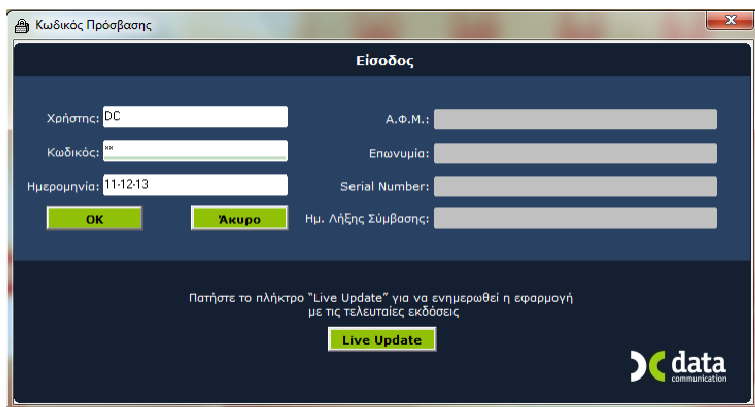 Κωδικός Πρόσβασης
Είσοδος
Χρήστης: DC
Α.Φ.Μ.:
Κωδικός: **
Επωνυμία:
Ημερομηνία: 11-12-13
Serial Number:
OK
Άκυρο
Ημ. Λήξης Σύμβασης:
Πατήστε το πλήκτρο "Live Update" για να ενημερωθεί η εφαρμογή
με τις τελευταίες εκδόσεις
Live Update
data
communication